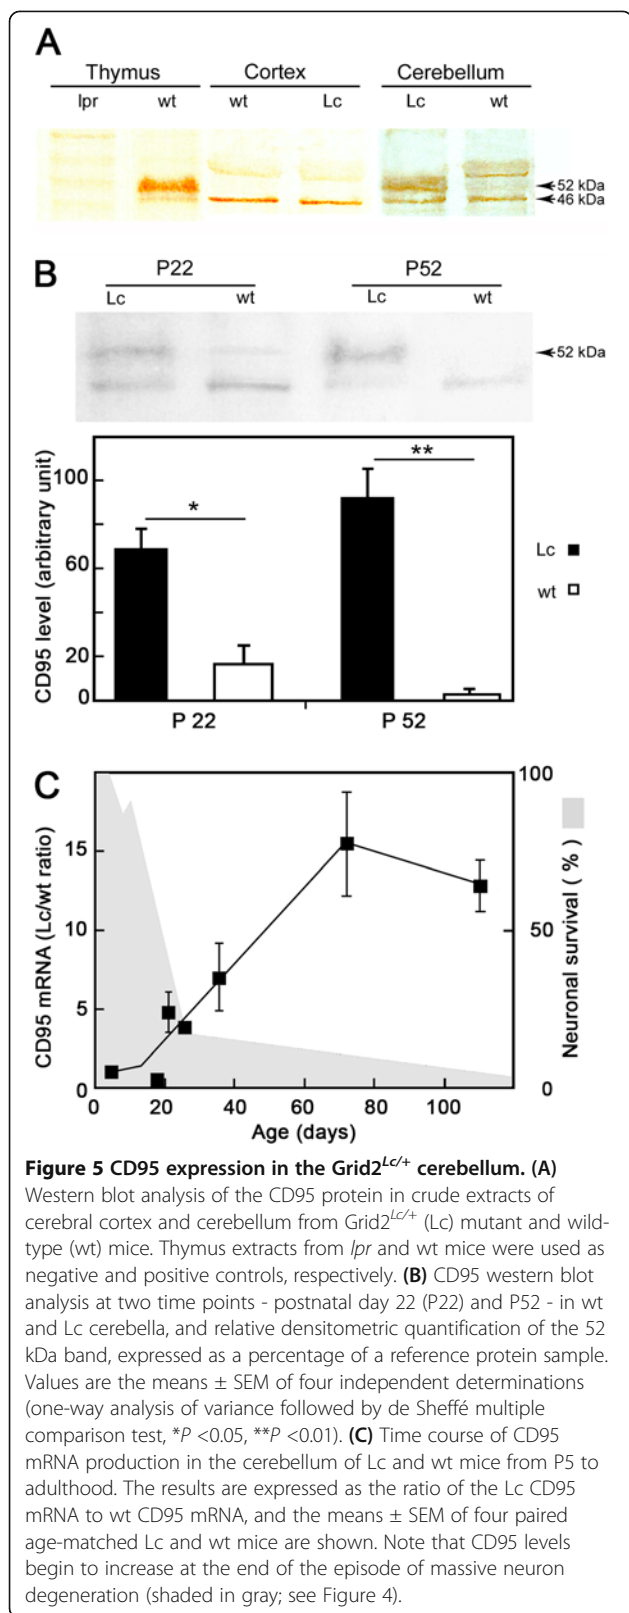 A
Thymus Cortex Cerebellum
lpr wt wt Lc Lc wt
52 kDa
46 kDa
B
P22 P52
Lc wt Lc wt
52 kDa
CD95 level (arbitrary unit)
100
60
20
0
*
**
P 22 P 52
Lc
wt
C
CD95 mRNA (Lc/wt ratio)
15
10
5
0
100
50
0
Neuronal survival ( % )
0 20 40 60 80 100
Age (days)
Figure 5 CD95 expression in the Grid2Lc/+ cerebellum. (A)
Western blot analysis of the CD95 protein in crude extracts of
cerebral cortex and cerebellum from Grid2Lc/+ (Lc) mutant and wild-
type (wt) mice. Thymus extracts from lpr and wt mice were used as
negative and positive controls, respectively. (B) CD95 western blot
analysis at two time points - postnatal day 22 (P22) and P52 - in wt
and Lc cerebella, and relative densitometric quantification of the 52
kDa band, expressed as a percentage of a reference protein sample.
Values are the means ± SEM of four independent determinations
(one-way analysis of variance followed by de Sheffé multiple
comparison test, *P <0.05, **P <0.01). (C) Time course of CD95
mRNA production in the cerebellum of Lc and wt mice from P5 to
adulthood. The results are expressed as the ratio of the Lc CD95
mRNA to wt CD95 mRNA, and the means ± SEM of four paired
age-matched Lc and wt mice are shown. Note that CD95 levels
begin to increase at the end of the episode of massive neuron
degeneration (shaded in gray; see Figure 4).